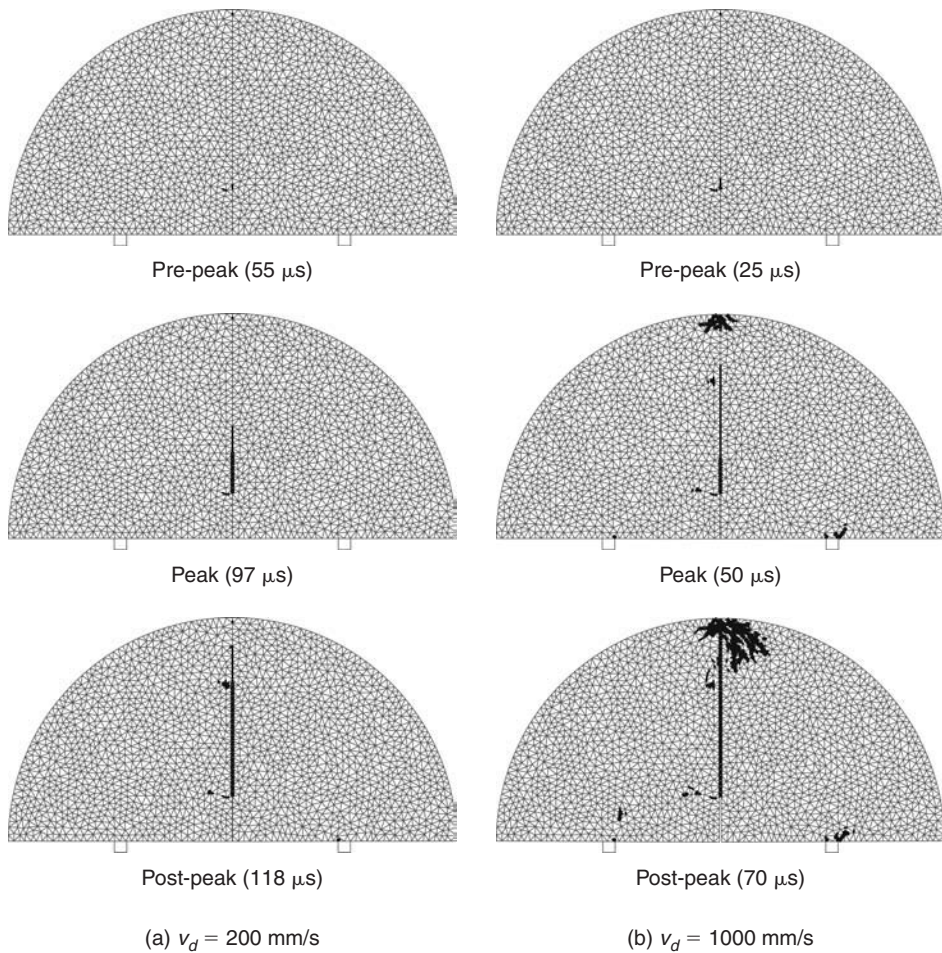 Pre-peak (55 μs)
Pre-peak (25 μs)
Peak (97 μs)
Peak (50 μs)
Post-peak (118 μs)
Post-peak (70 μs)
(a) v_d = 200 mm/s
(b) v_d = 1000 mm/s